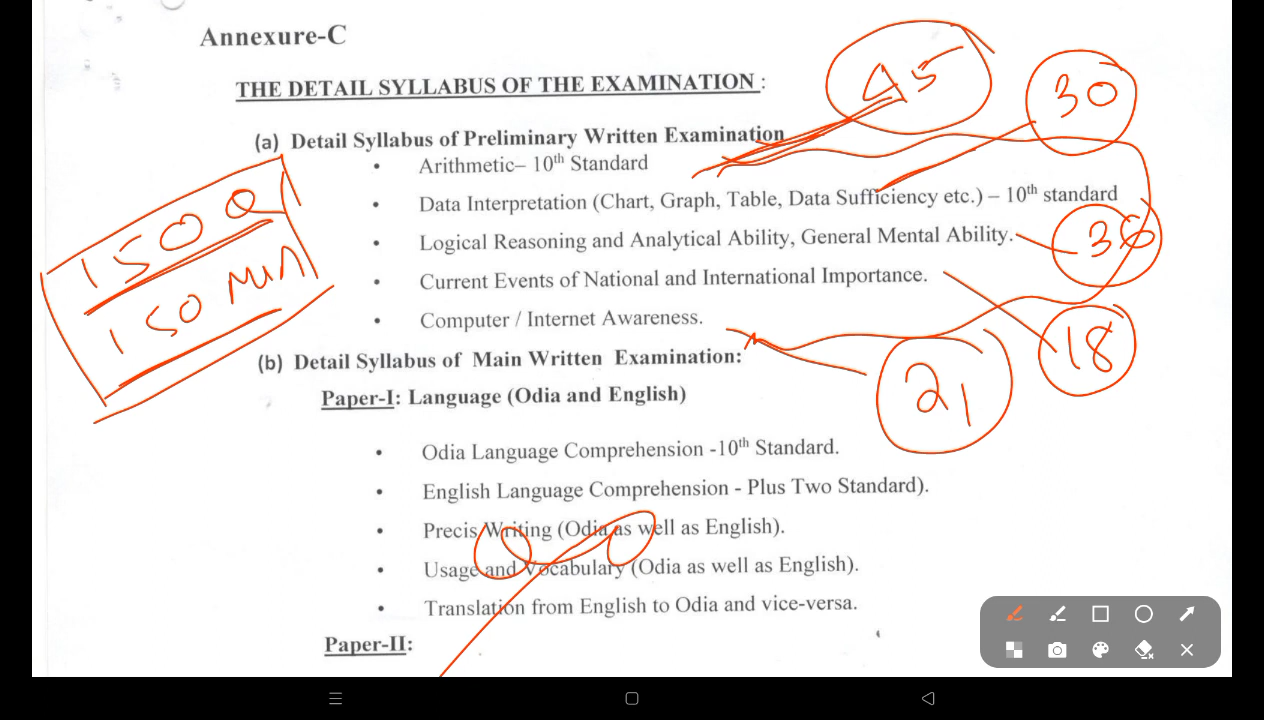 Annexure-C
THE DETAIL SYLLABUS OF THE EXAMINATION :
45
30
(a) Detail Syllabus of Preliminary Written Examination
• Arithmetic– 10th Standard
• Data Interpretation (Chart, Graph, Table, Data Sufficiency etc.) – 10th standard
150 Q
• Logical Reasoning and Analytical Ability, General Mental Ability.
• Current Events of National and International Importance.
150 MIN
• Computer / Internet Awareness.
18
(b) Detail Syllabus of Main Written Examination:
21
Paper-I: Language (Odia and English)
• Odia Language Comprehension -10th Standard.
• English Language Comprehension - Plus Two Standard).
• Precis Writing (Odia as well as English).
• Usage and Vocabulary (Odia as well as English).
• Translation from English to Odia and vice-versa.
Paper-II: